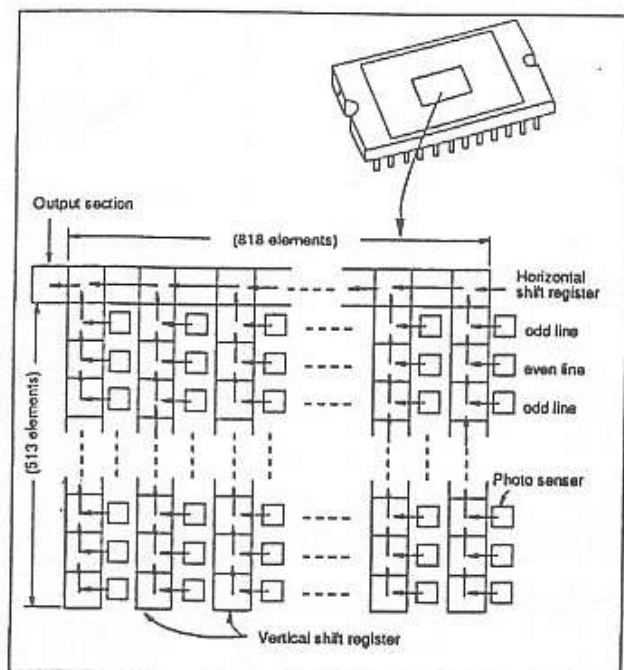 Output section
(818 elements)
Horizontal
shift register
odd line
even line
odd line
(513 elements)
Photo senser
Vertical shift register